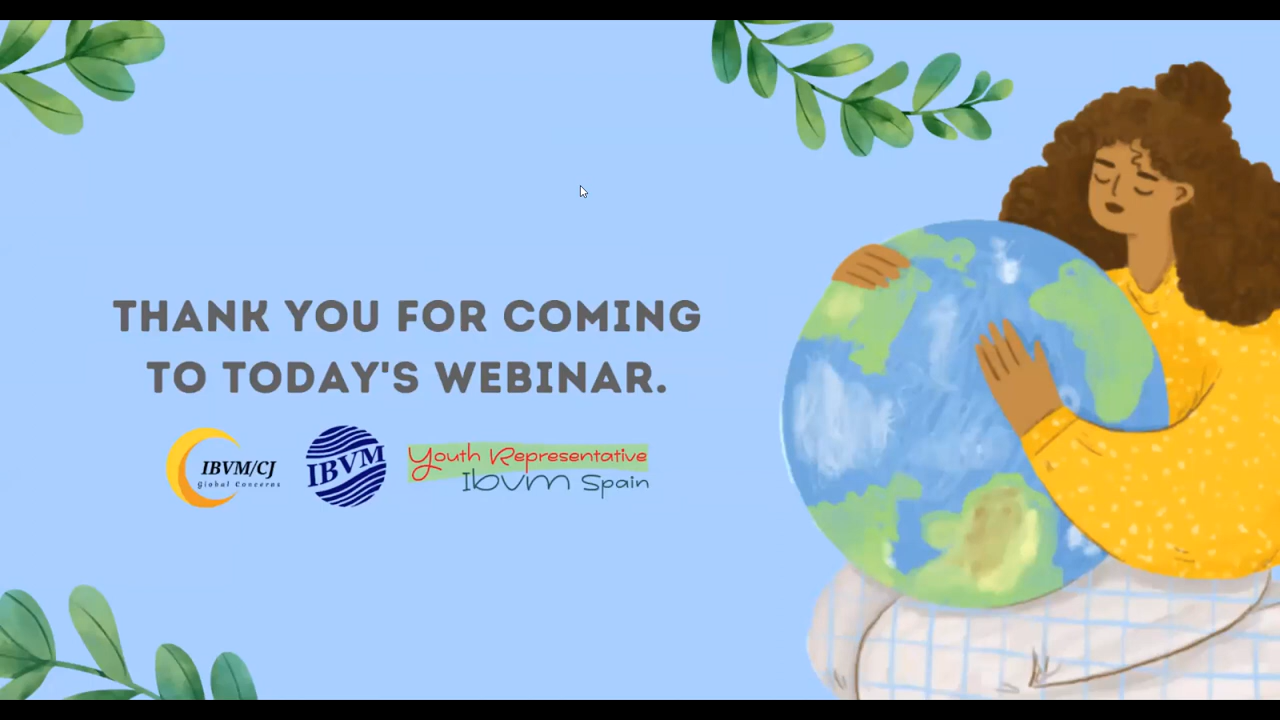 THANK YOU FOR COMING
TO TODAY'S WEBINAR.
IBVM/CJ
Global Concerns
IBVM
Youth Representative
Ibvm Spain